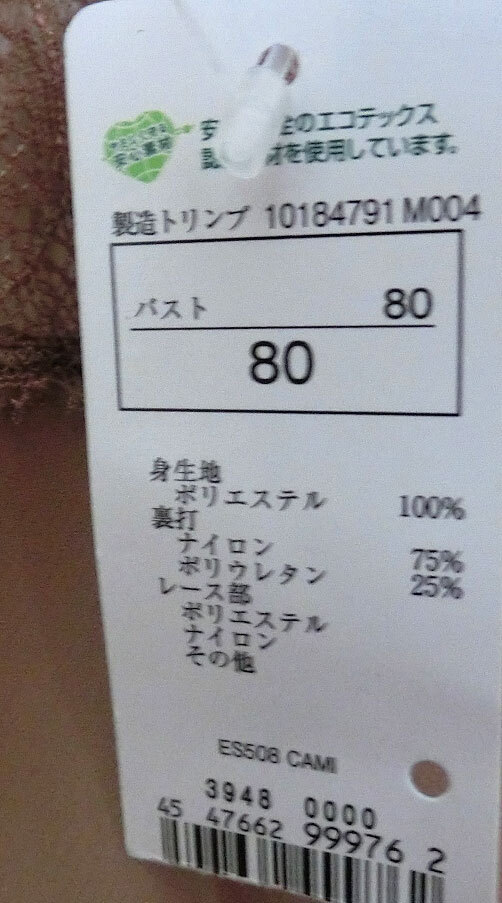 安 全のエコテックス
認 材を使用しています。
製造トリンプ 10184791 M004
バスト 80
80
身生地
ポリエステル 100%
裏打
ナイロン 75%
ポリウレタン 25%
レース部
ポリエステル
ナイロン
その他
ES508 CAMI
3948 0000
45 47662 99976 2